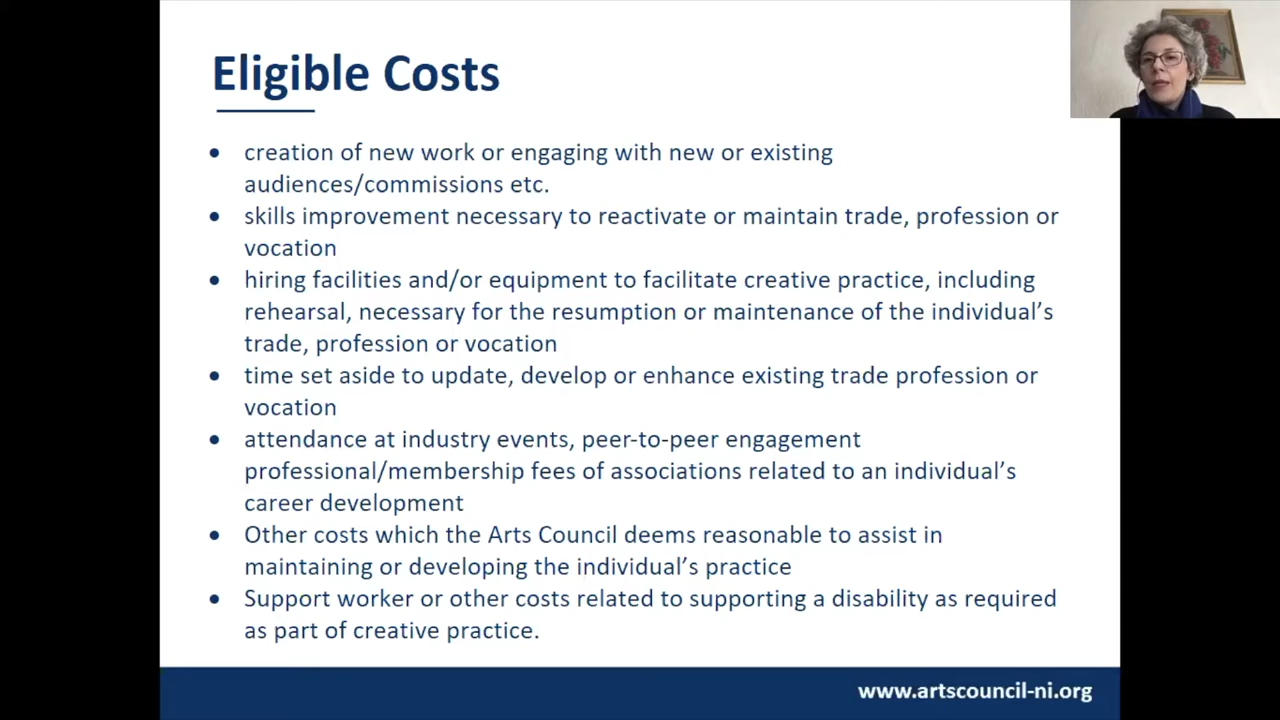 Eligible Costs
• creation of new work or engaging with new or existing
audiences/commissions etc.
• skills improvement necessary to reactivate or maintain trade, profession or
vocation
• hiring facilities and/or equipment to facilitate creative practice, including
rehearsal, necessary for the resumption or maintenance of the individual’s
trade, profession or vocation
• time set aside to update, develop or enhance existing trade profession or
vocation
• attendance at industry events, peer-to-peer engagement
professional/membership fees of associations related to an individual’s
career development
• Other costs which the Arts Council deems reasonable to assist in
maintaining or developing the individual’s practice
• Support worker or other costs related to supporting a disability as required
as part of creative practice.
www.artscouncil-ni.org